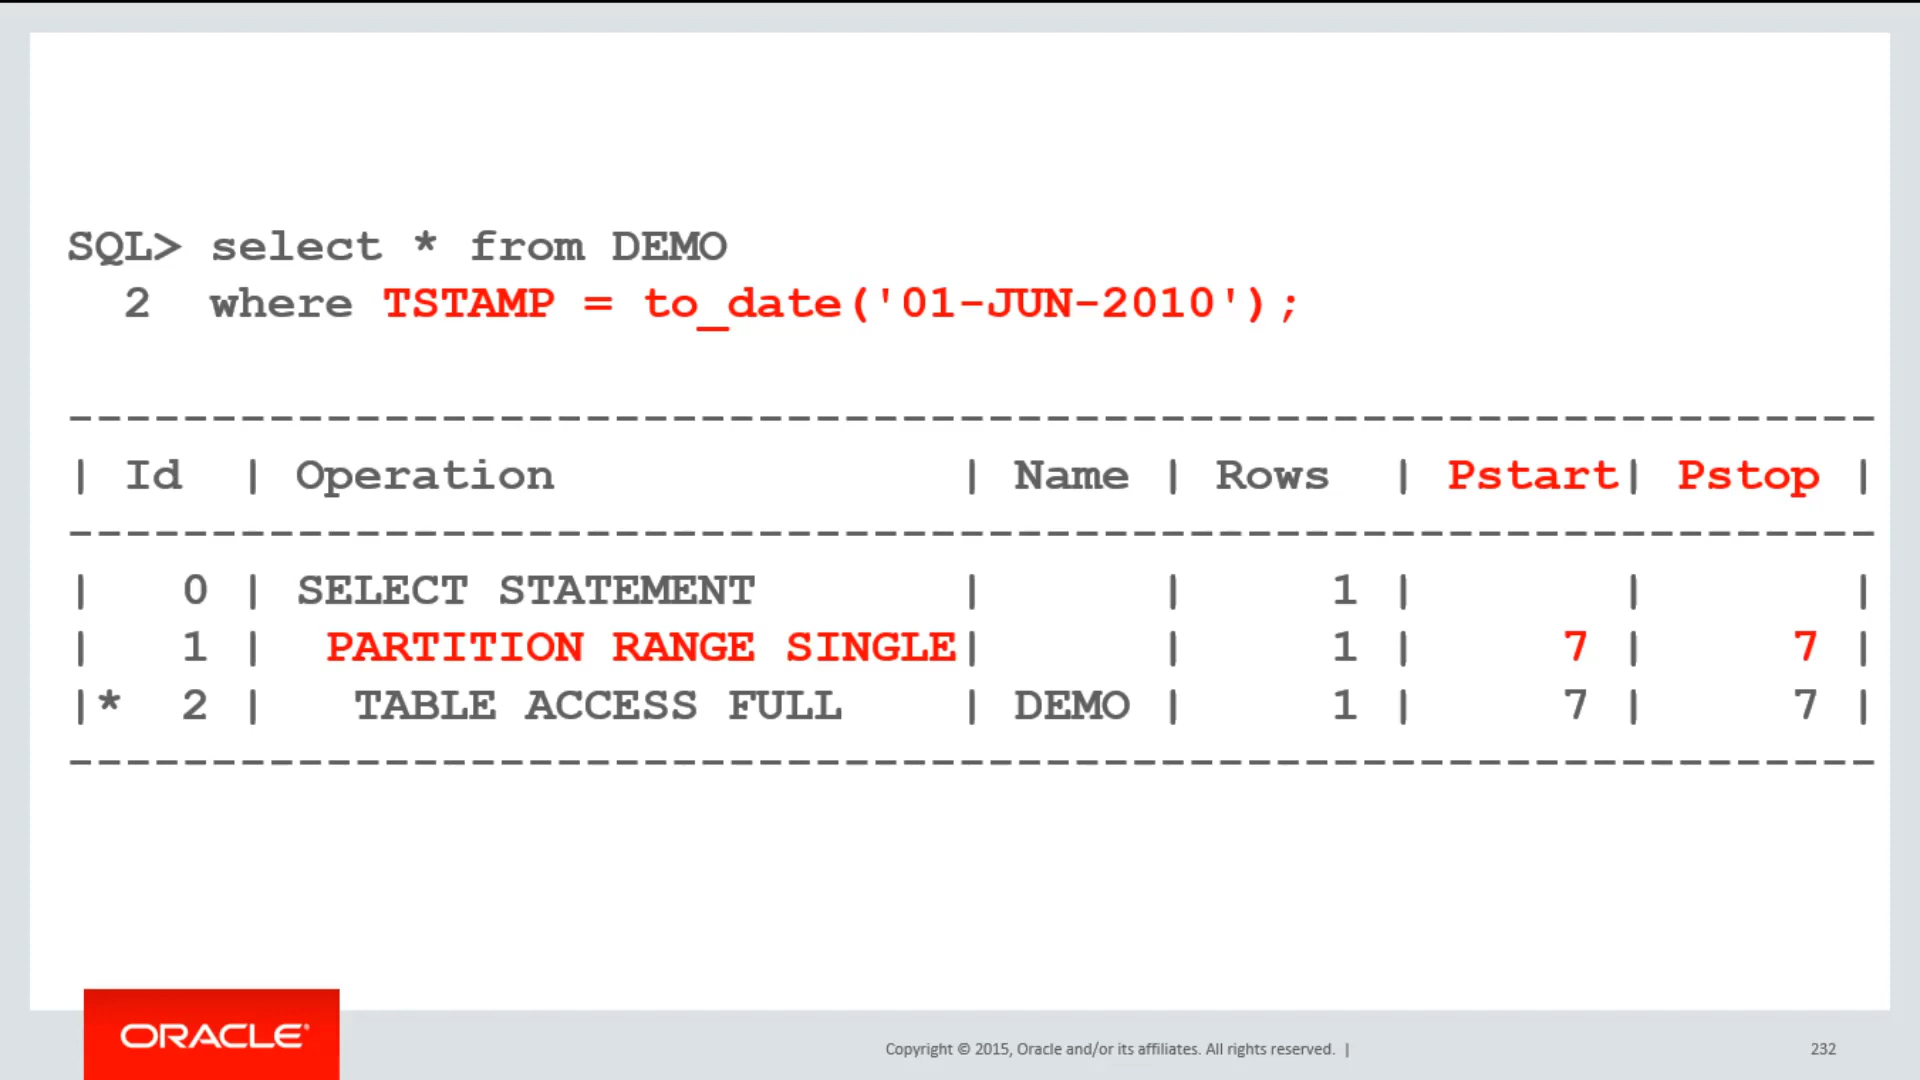 SQL> select * from DEMO
  2  where TSTAMP = to_date('01-JUN-2010');
---------------------------------------------------------------
| Id  | Operation              | Name | Rows  | Pstart| Pstop |
---------------------------------------------------------------
|   0 | SELECT STATEMENT       |      |     1 |       |       |
|   1 |  PARTITION RANGE SINGLE|      |     1 |     7 |     7 |
|*  2 |   TABLE ACCESS FULL    | DEMO |     1 |     7 |     7 |
---------------------------------------------------------------
ORACLE®
Copyright © 2015, Oracle and/or its affiliates. All rights reserved. |
232